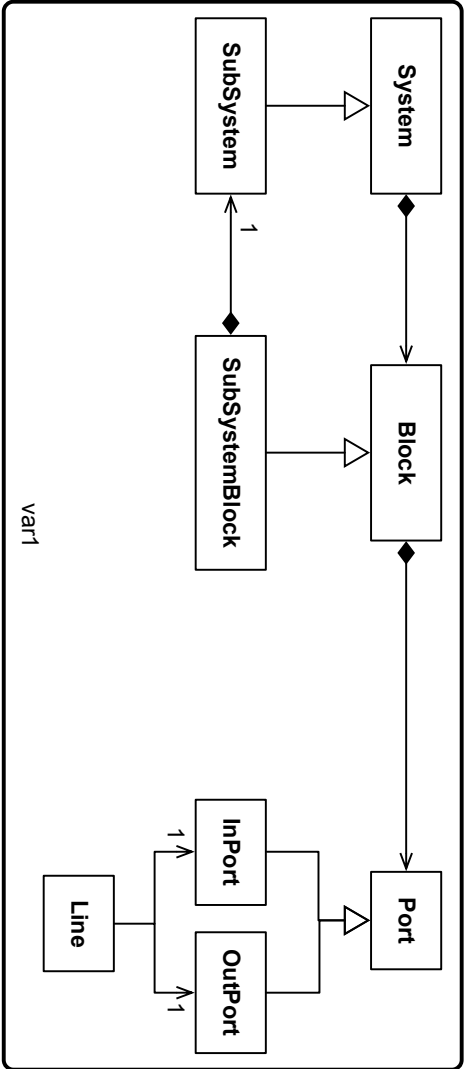 System
Block
Port
SubSystem
1
SubSystemBlock
InPort
OutPort
1
1
Line
var1